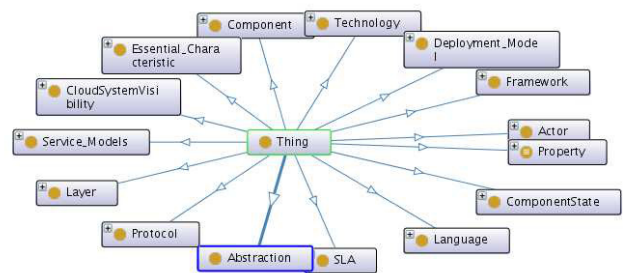 Component
Technology
Essential_Chara
cteristic
Deployment_Mode
l
CloudSystemVisi
bility
Framework
Service_Models
Thing
Actor
Property
Layer
ComponentState
Protocol
Language
Abstraction
SLA